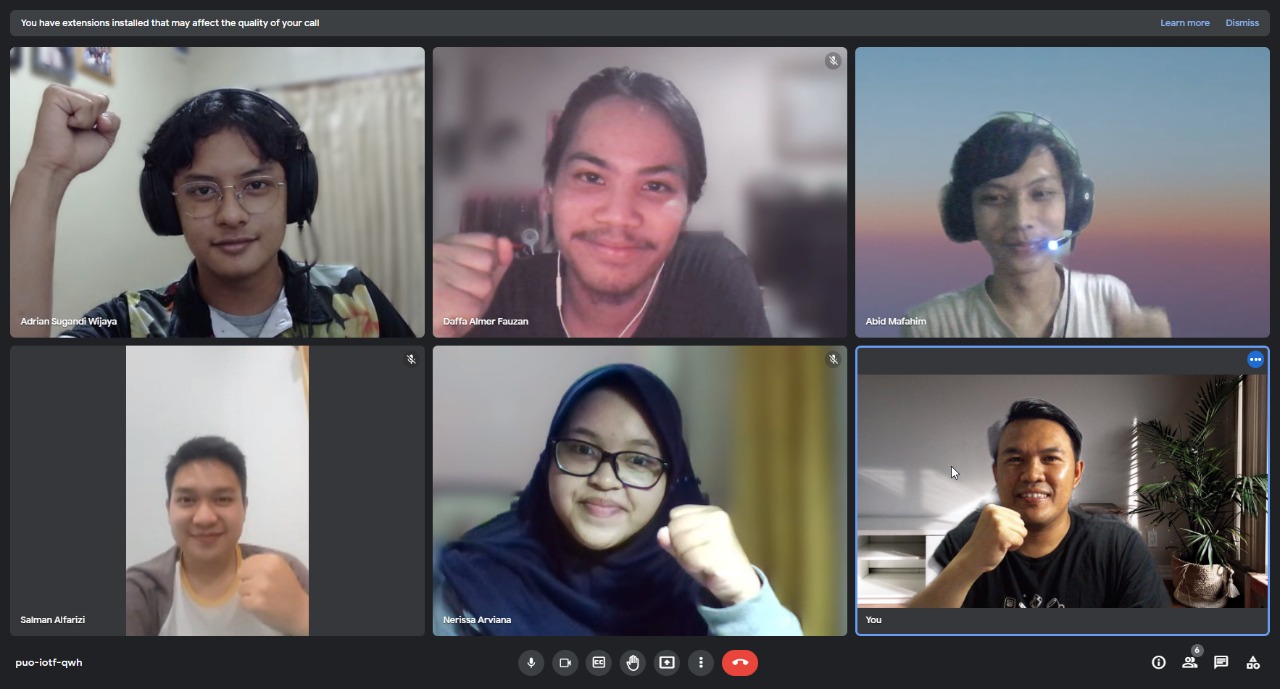 You have extensions installed that may affect the quality of your call
Learn more
Dismiss
Adrian Sugandi Wijaya
Daffa Almer Fauzan
Abid Mafahim
Salman Alfarizi
Nerissa Arviana
You
puo-iotf-qwh
CC
6